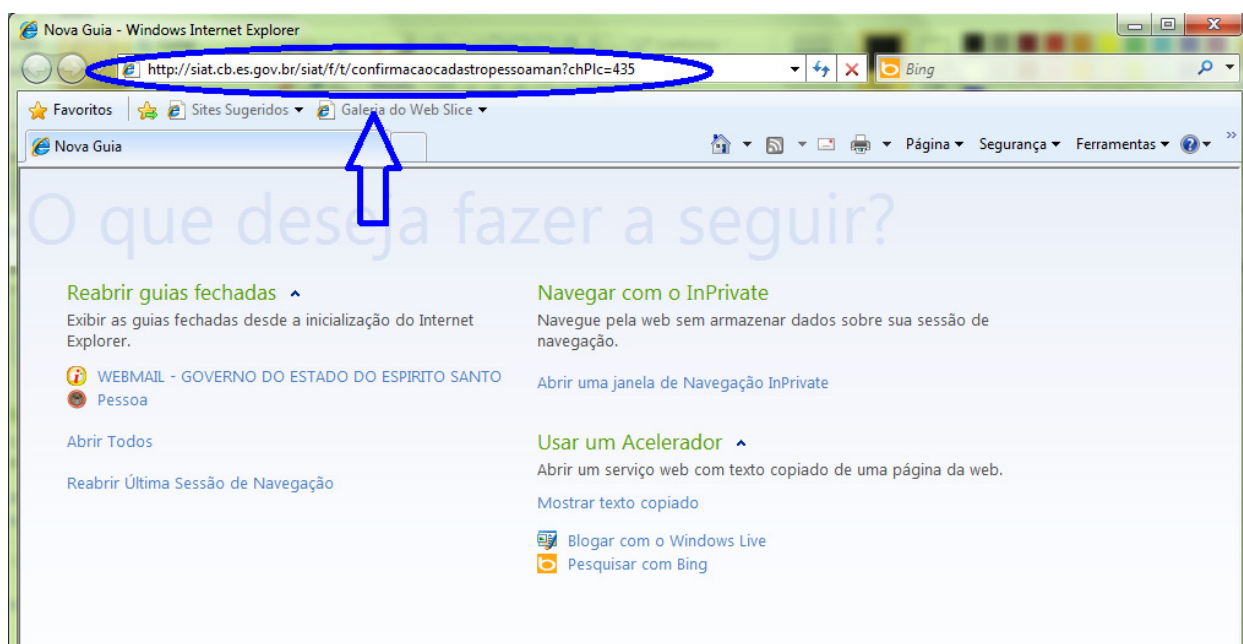 Nova Guia - Windows Internet Explorer
http://siat.cb.es.gov.br/siat/f/t/confirmacaocadastropessoaman?chPlc=435
Bing
Favoritos
Sites Sugeridos
Galeria do Web Slice
Nova Guia
Página
Segurança
Ferramentas
O que deseja fazer a seguir?
Reabrir guias fechadas
Exibir as guias fechadas desde a inicialização do Internet
Explorer.
WEBMAIL - GOVERNO DO ESTADO DO ESPIRITO SANTO
Pessoa
Abrir Todos
Reabrir Última Sessão de Navegação
Navegar com o InPrivate
Navegue pela web sem armazenar dados sobre sua sessão de
navegação.
Abrir uma janela de Navegação InPrivate
Usar um Acelerador
Abrir um serviço web com texto copiado de uma página da web.
Mostrar texto copiado
Blogar com o Windows Live
Pesquisar com Bing